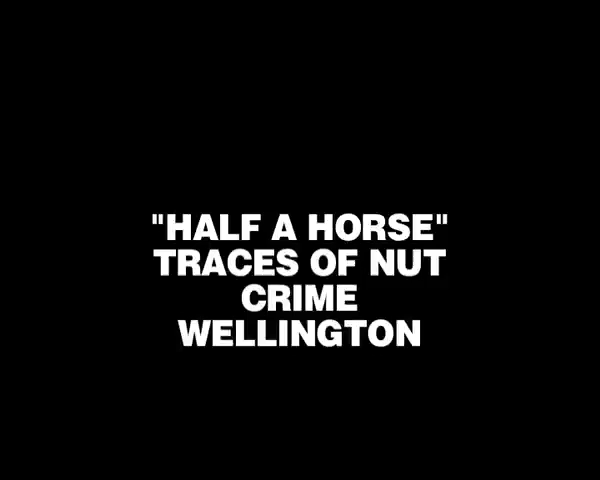 "HALF A HORSE"
TRACES OF NUT
CRIME
WELLINGTON